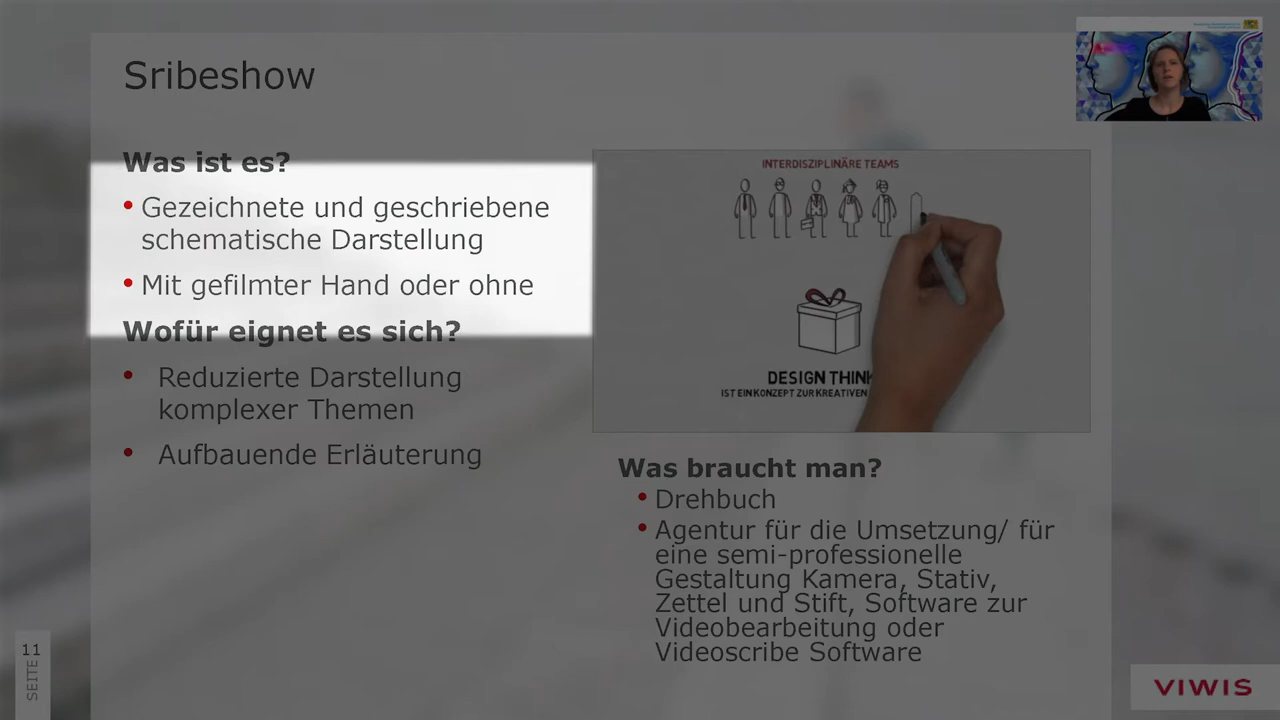 Sribeshow
Was ist es?
Gezeichnete und geschriebene
schematische Darstellung
Mit gefilmter Hand oder ohne
Wofür eignet es sich?
Reduzierte Darstellung
komplexer Themen
Aufbauende Erläuterung
INTERDISZIPLINÄRE TEAMS
DESIGN THINK
IST EIN KONZEPT ZUR KREATIVEN
Was braucht man?
Drehbuch
Agentur für die Umsetzung/ für
eine semi-professionelle
Gestaltung Kamera, Stativ,
Zettel und Stift, Software zur
Videobearbeitung oder
Videoscribe Software
11
SEITE
VIWIS